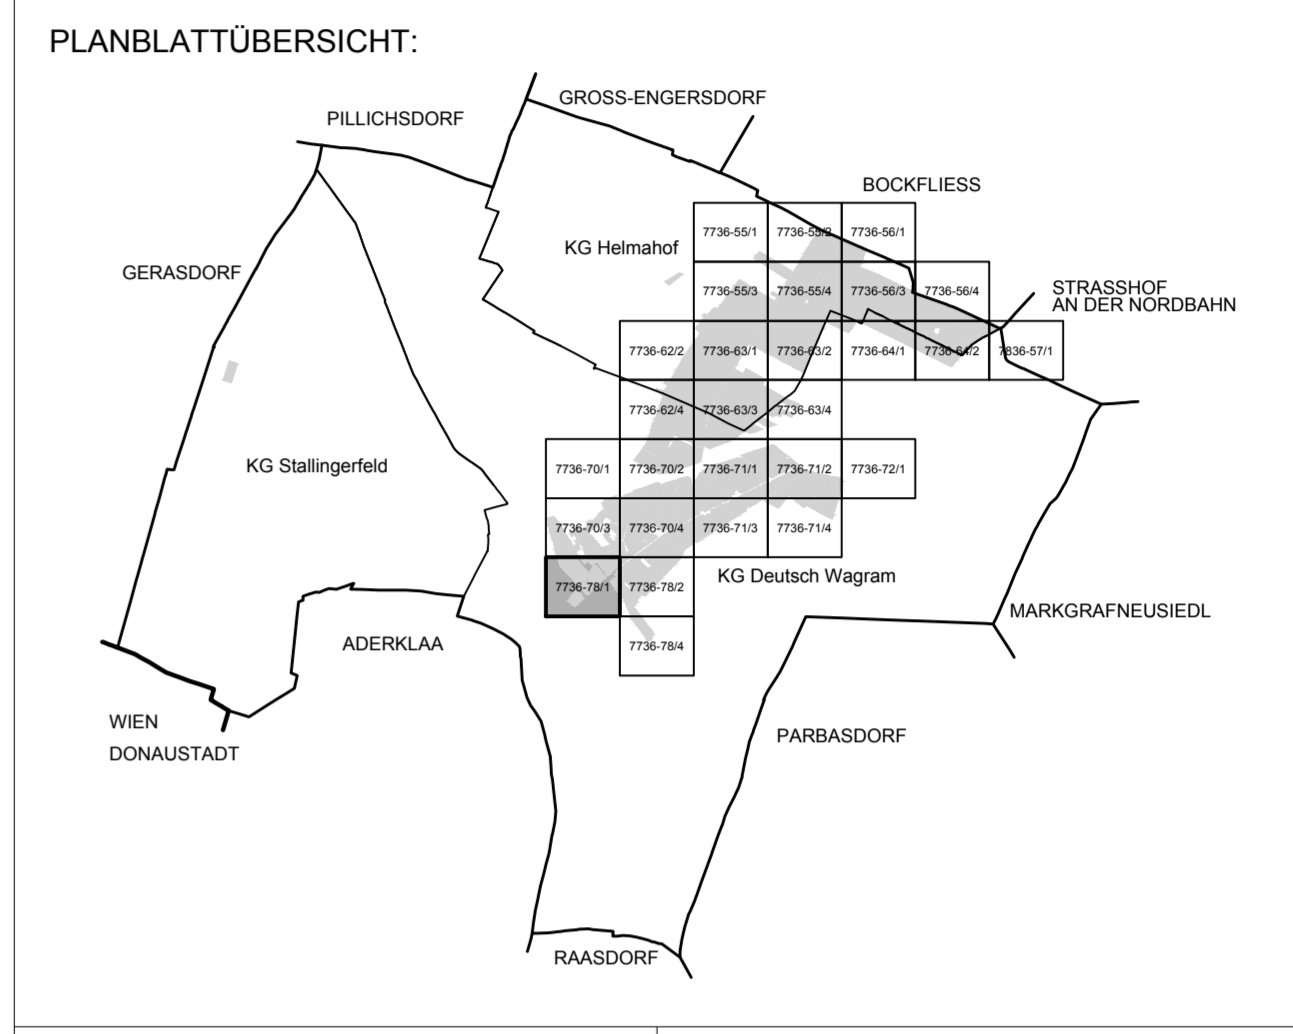 PLANBLATTÜBERSICHT:
GROSS-ENGERSDORF
PILLICHSDORF
BOCKFLIESS
7736-55/1 7736-55/2 7736-56/1
KG Helmahof
GERASDORF
STRASSHOF
AN DER NORDBAHN
7736-55/3 7736-55/4 7736-56/3 7736-56/4
7736-62/2 7736-63/1 7736-63/2 7736-64/1 7736-64/2 7836-57/1
7736-62/4 7736-63/3 7736-63/4
KG Stallingerfeld
7736-70/1 7736-70/2 7736-71/1 7736-71/2 7736-72/1
7736-70/3 7736-70/4 7736-71/3 7736-71/4
KG Deutsch Wagram
7736-78/1 7736-78/2
MARKGRAFNEUSIEDL
ADERKLAA
7736-78/4
WIEN
DONAUSTADT
PARBASDORF
RAASDORF